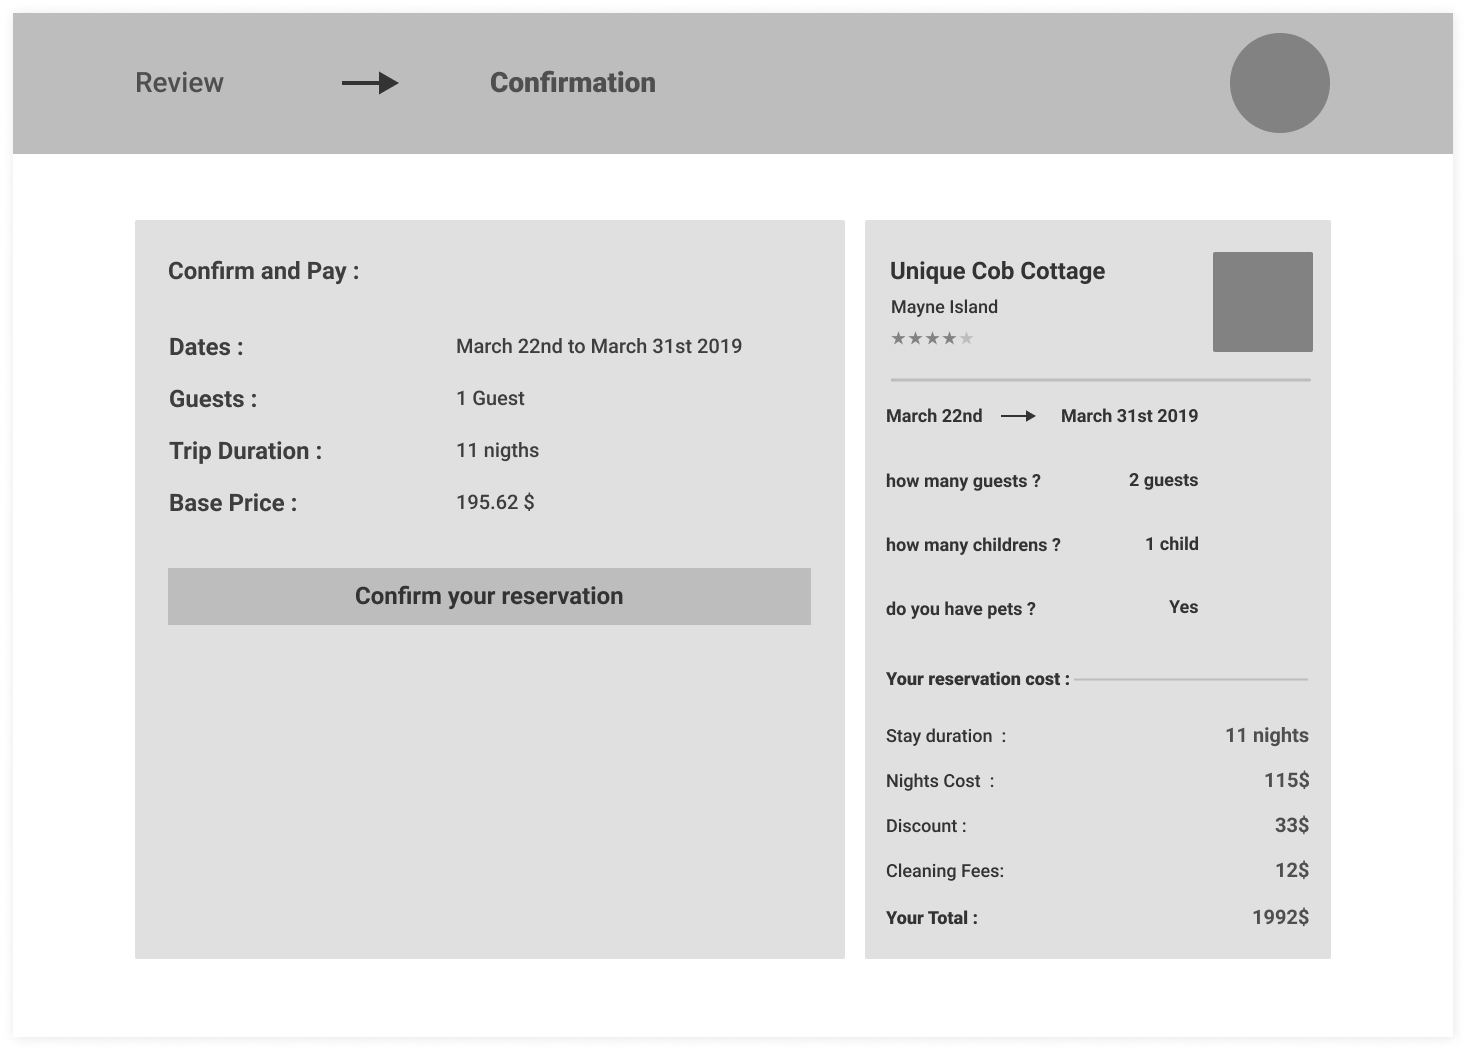 Review
Confirmation
Confirm and Pay :
Dates :
March 22nd to March 31st 2019
Guests :
1 Guest
Trip Duration :
11 nigths
Base Price :
195.62 $
Confirm your reservation
Unique Cob Cottage
Mayne Island
March 22nd
March 31st 2019
how many guests ?
2 guests
how many childrens ?
1 child
do you have pets ?
Yes
Your reservation cost :
Stay duration  :
11 nights
Nights Cost  :
115$
Discount :
33$
Cleaning Fees:
12$
Your Total :
1992$